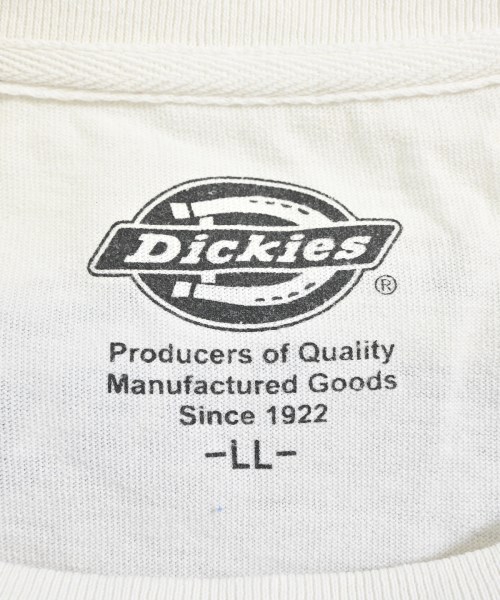 Dickies
®
Producers of Quality
Manufactured Goods
Since 1922
-LL-